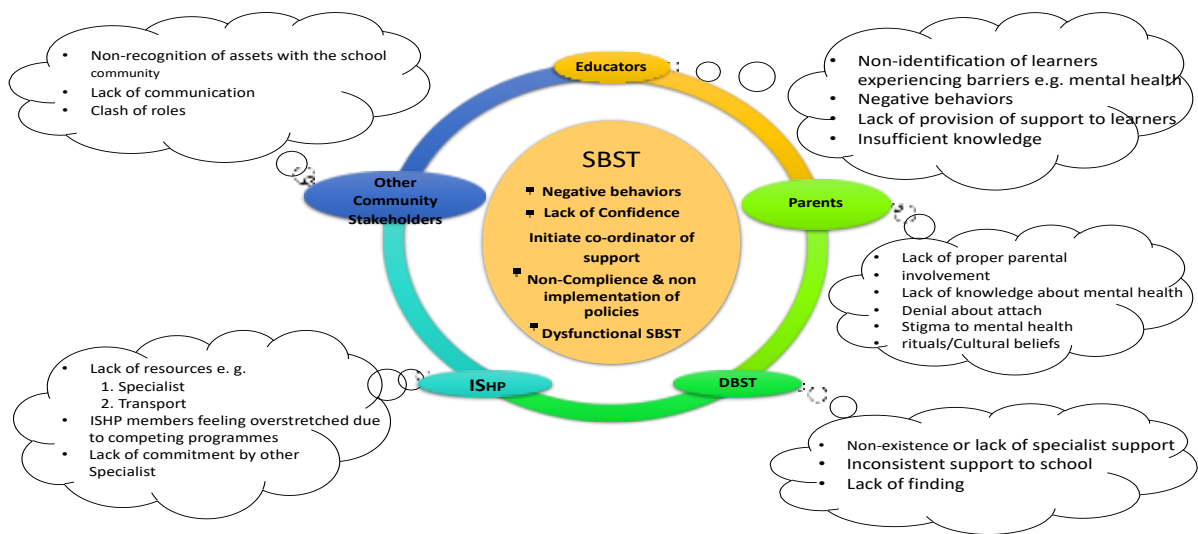 • Non-recognition of assets with the school
community
• Lack of communication
• Clash of roles
Educators
• Non-identification of learners
experiencing barriers e.g. mental health
• Negative behaviors
• Lack of provision of support to learners
• Insufficient knowledge
Other
Community
Stakeholders
SBST
Negative behaviors
Lack of Confidence
Initiate co-ordinator of
support
Non-Complience & non
implementation of
policies
Dysfunctional SBST
Parents
• Lack of proper parental
• involvement
• Lack of knowledge about mental health
• Denial about attach
• Stigma to mental health
• rituals/Cultural beliefs
• Lack of resources e. g.
1. Specialist
2. Transport
• ISHP members feeling overstretched due
to competing programmes
• Lack of commitment by other
Specialist
ISHP
DBST
• Non-existence or lack of specialist support
• Inconsistent support to school
• Lack of finding